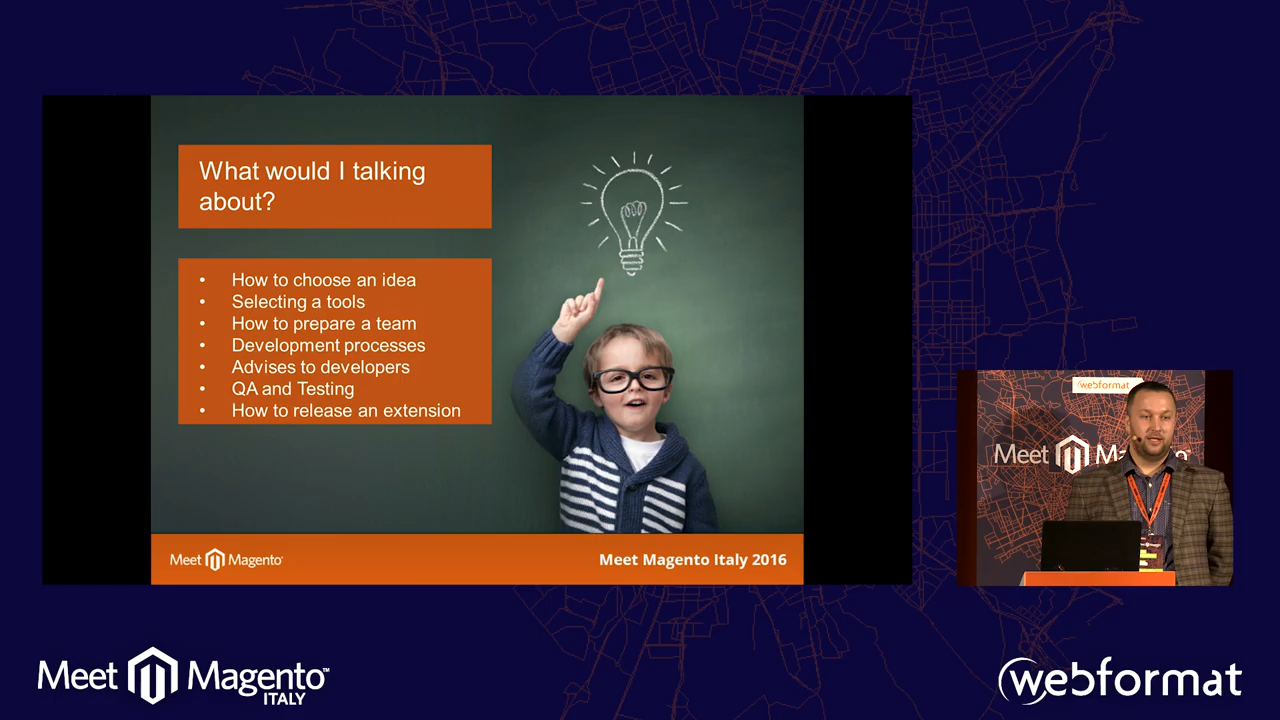 What would I talking
about?
• How to choose an idea
• Selecting a tools
• How to prepare a team
• Development processes
• Advises to developers
• QA and Testing
• How to release an extension
Meet Magento
Meet Magento Italy 2016
webformat
Meet Magento
Meet Magento™
ITALY
webformat